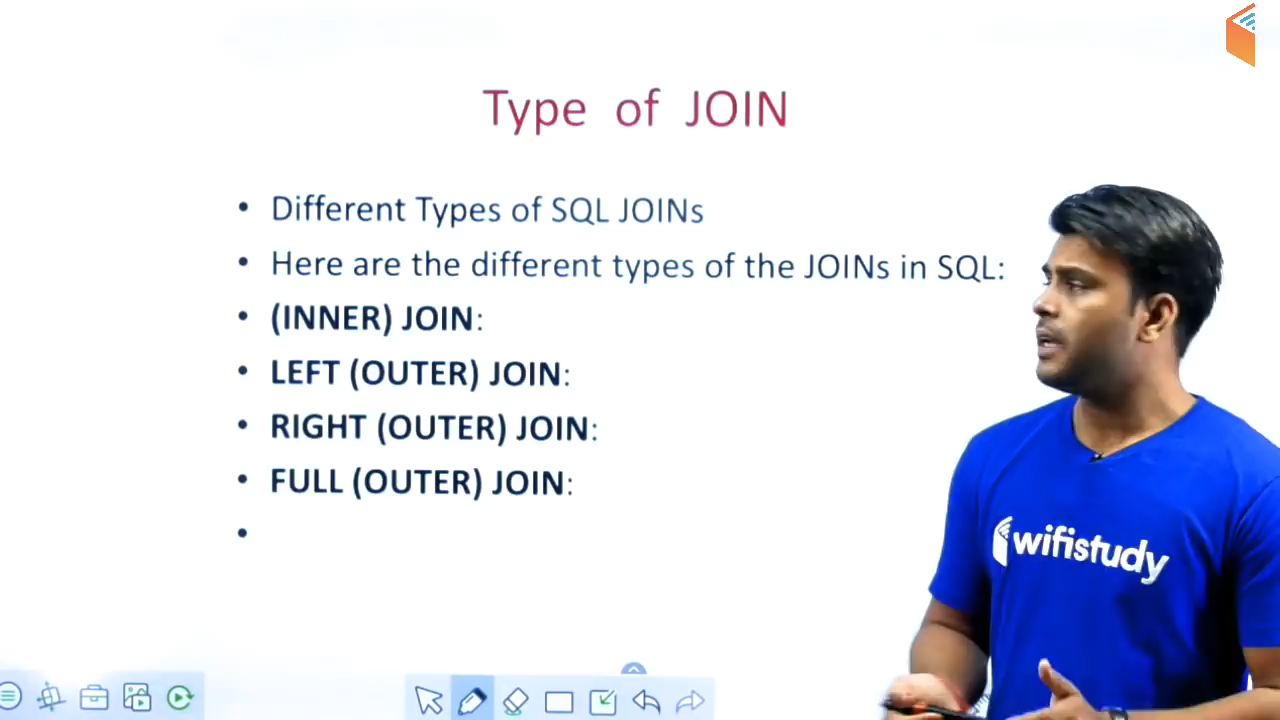 Type of JOIN
• Different Types of SQL JOINs
• Here are the different types of the JOINs in SQL:
• (INNER) JOIN:
• LEFT (OUTER) JOIN:
• RIGHT (OUTER) JOIN:
• FULL (OUTER) JOIN:
•
wifistudy